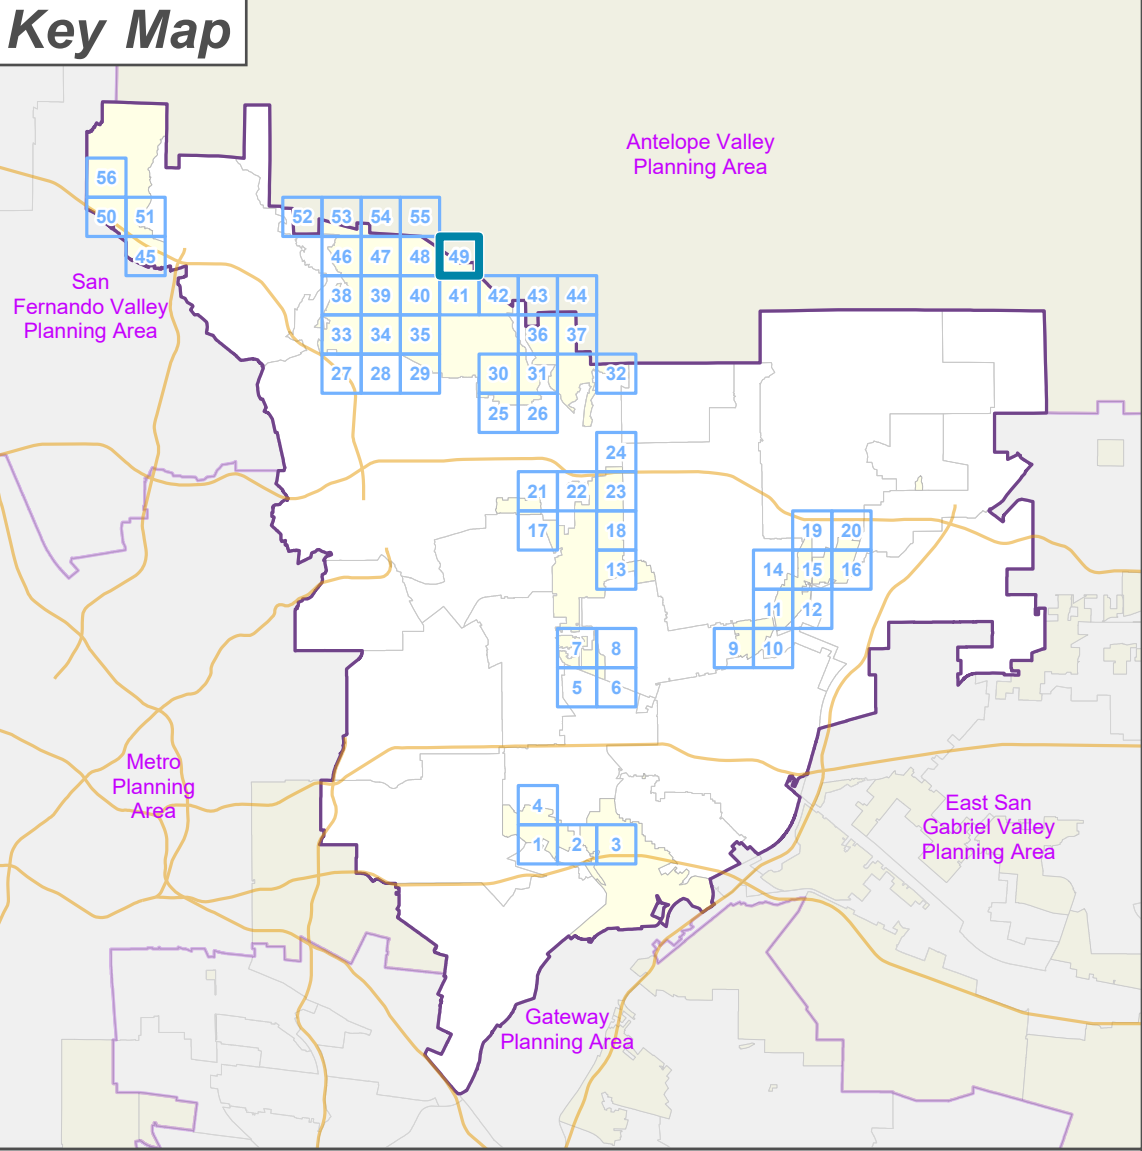 Key Map
Antelope Valley
Planning Area
56
50 51
52 53 54 55
45
46 47 48 49
San
Fernando Valley
Planning Area
38 39 40 41 42 43 44
33 34 35 36 37
27 28 29 30 31 32
25 26
24
21 22 23
17 18 19 20
13 14 15 16
11 12
7 8 9 10
5 6
Metro
Planning
Area
4
East San
Gabriel Valley
Planning Area
1 2 3
Gateway
Planning Area